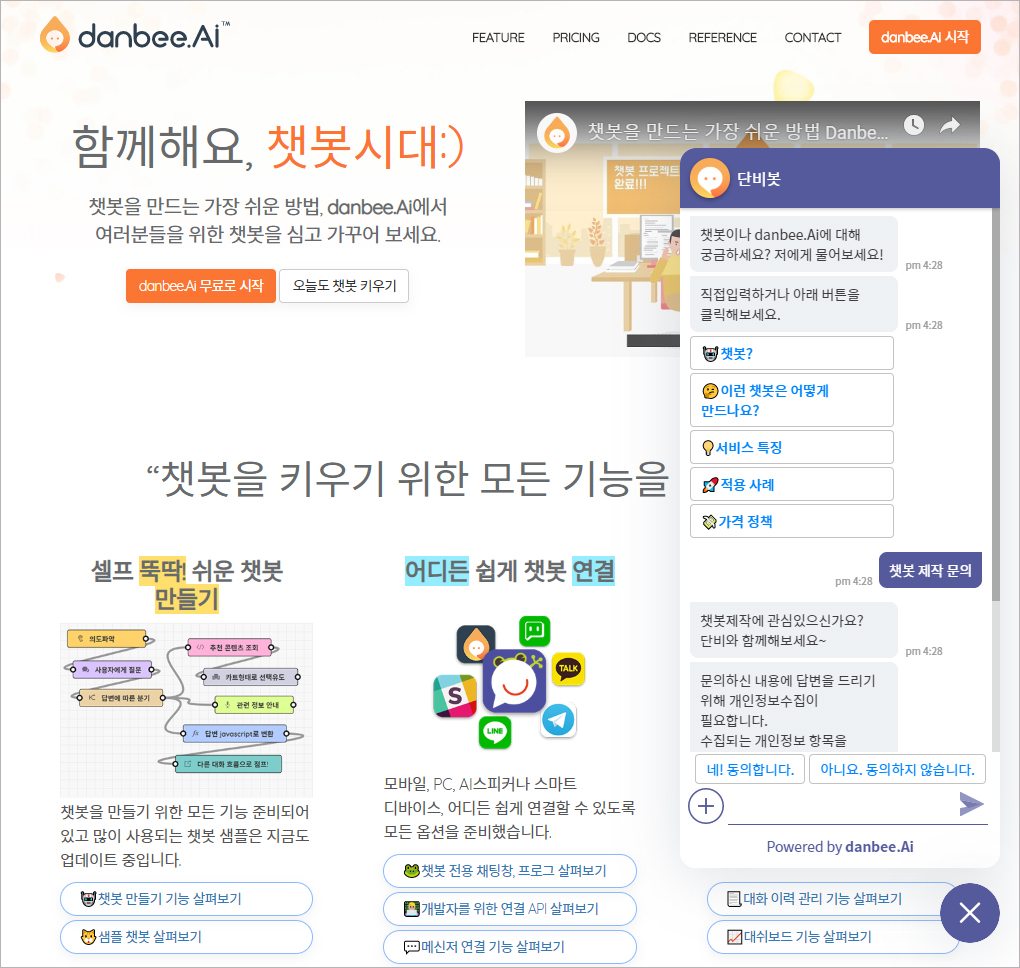 danbee.Ai™
FEATURE
PRICING
DOCS
REFERENCE
CONTACT
danbee.Ai 시작
함께해요, 챗봇시대:)
챗봇을 만드는 가장 쉬운 방법, danbee.Ai에서
여러분들을 위한 챗봇을 심고 가꾸어 보세요.
danbee.Ai 무료로 시작
오늘도 챗봇 키우기
챗봇을 만드는 가장 쉬운 방법 Danbe...
챗봇 프로젝트
완료!!!
단비봇
챗봇이나 danbee.Ai에 대해
궁금하세요? 저에게 물어보세요!
pm 4:28
직접입력하거나 아래 버튼을
클릭해보세요.
pm 4:28
챗봇?
이런 챗봇은 어떻게
만드나요?
서비스 특징
적용 사례
가격 정책
pm 4:28
챗봇 제작 문의
챗봇제작에 관심있으신가요?
단비와 함께해보세요~
pm 4:28
문의하신 내용에 답변을 드리기
위해 개인정보수집이
필요합니다.
수집되는 개인정보 항목을
네! 동의합니다.
아니요. 동의하지 않습니다.
Powered by danbee.Ai
“챗봇을 키우기 위한 모든 기능을
셀프 뚝딱! 쉬운 챗봇
만들기
의도파악
사용자에게 질문
답변에 따른 분기
추천 콘텐츠 조회
카트형태로 선택유도
관련 정보 안내
답변 javascript로 변환
다른 대화 흐름으로 점프!
챗봇을 만들기 위한 모든 기능 준비되어
있고 많이 사용되는 챗봇 샘플은 지금도
업데이트 중입니다.
챗봇 만들기 기능 살펴보기
샘플 챗봇 살펴보기
어디든 쉽게 챗봇 연결
TALK
S
LINE
모바일, PC, AI스피커나 스마트
디바이스, 어디든 쉽게 연결할 수 있도록
모든 옵션을 준비했습니다.
챗봇 전용 채팅창, 프로그 살펴보기
개발자를 위한 연결 API 살펴보기
메신저 연결 기능 살펴보기
대화 이력 관리 기능 살펴보기
대쉬보드 기능 살펴보기